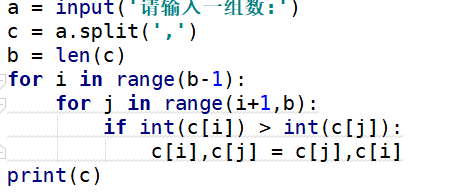 a = input('请输入一组数:')
c = a.split(',')
b = len(c)
for i in range(b-1):
    for j in range(i+1,b):
        if int(c[i]) > int(c[j]):
            c[i],c[j] = c[j],c[i]
print(c)